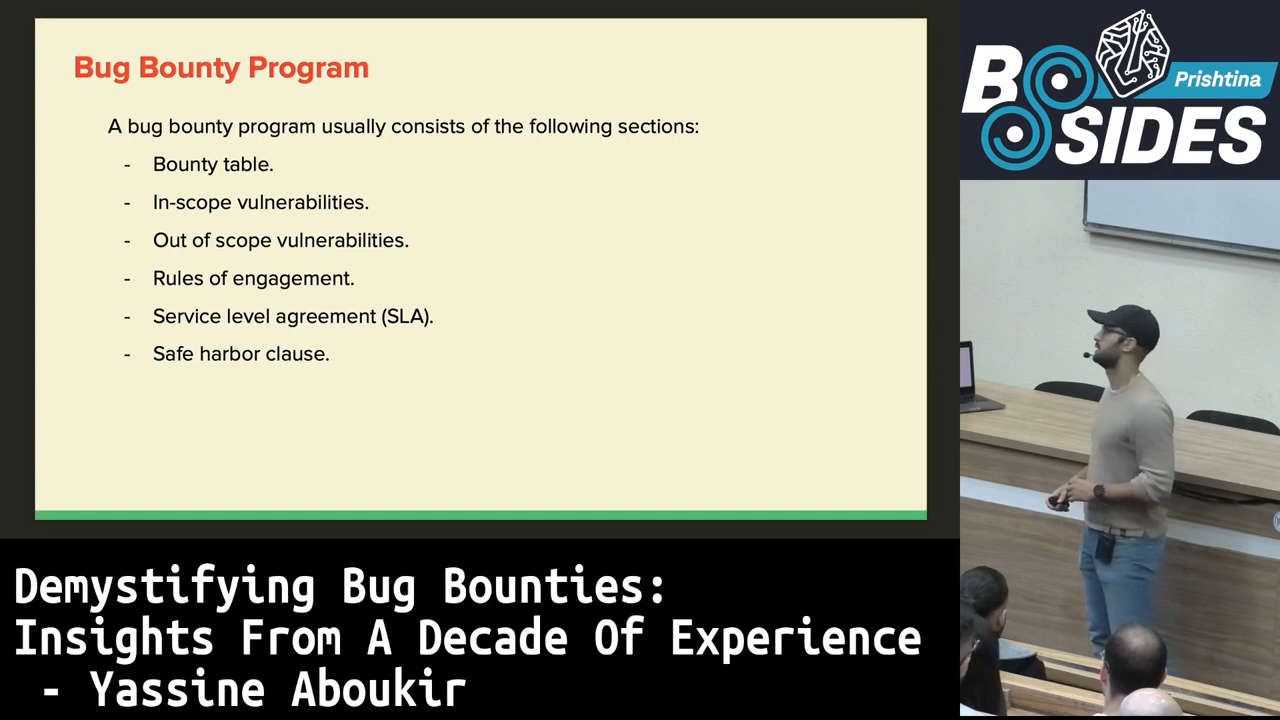 Bug Bounty Program
A bug bounty program usually consists of the following sections:
- Bounty table.
- In-scope vulnerabilities.
- Out of scope vulnerabilities.
- Rules of engagement.
- Service level agreement (SLA).
- Safe harbor clause.
BSIDES
Prishtina
Demystifying Bug Bounties:
Insights From A Decade Of Experience
- Yassine Aboukir